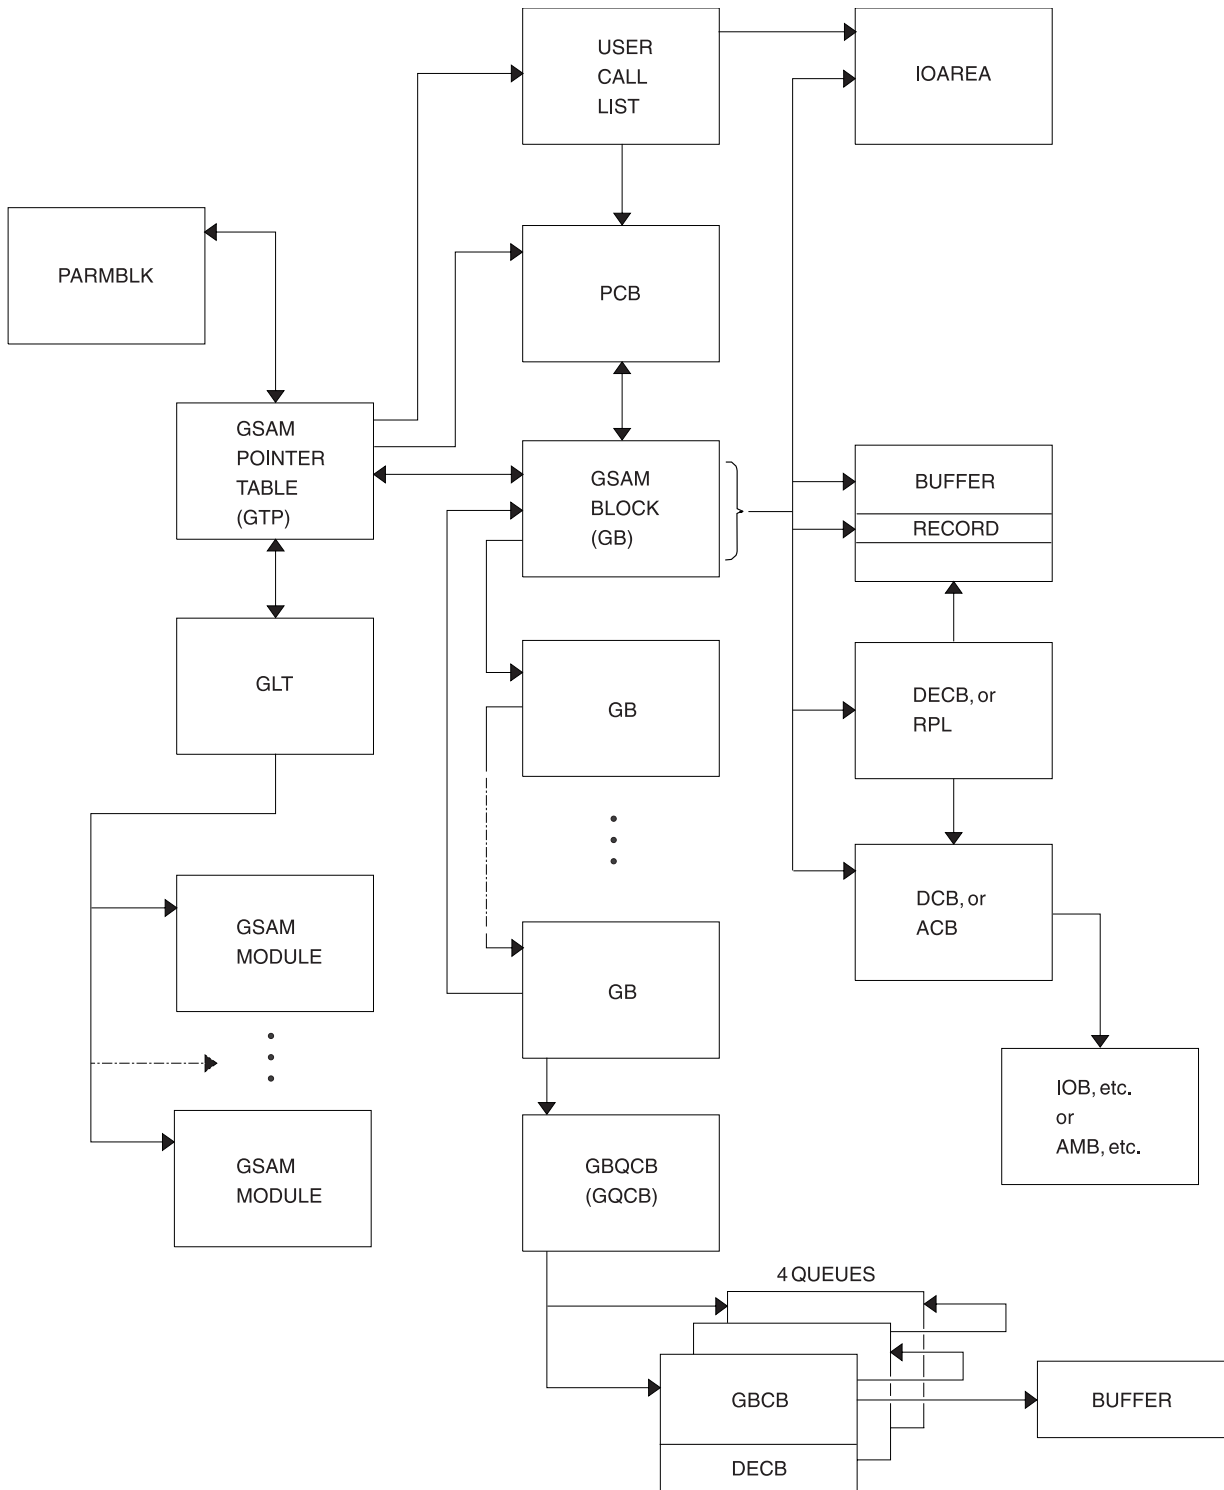 USER
CALL
LIST
IOAREA
PARMBLK
PCB
GSAM
POINTER
TABLE
(GTP)
GSAM
BLOCK
(GB)
BUFFER
RECORD
GLT
GB
DECB, or
RPL
GSAM
MODULE
GB
DCB, or
ACB
GSAM
MODULE
GBQCB
(GQCB)
IOB, etc.
or
AMB, etc.
4 QUEUES
GBCB
DECB
BUFFER